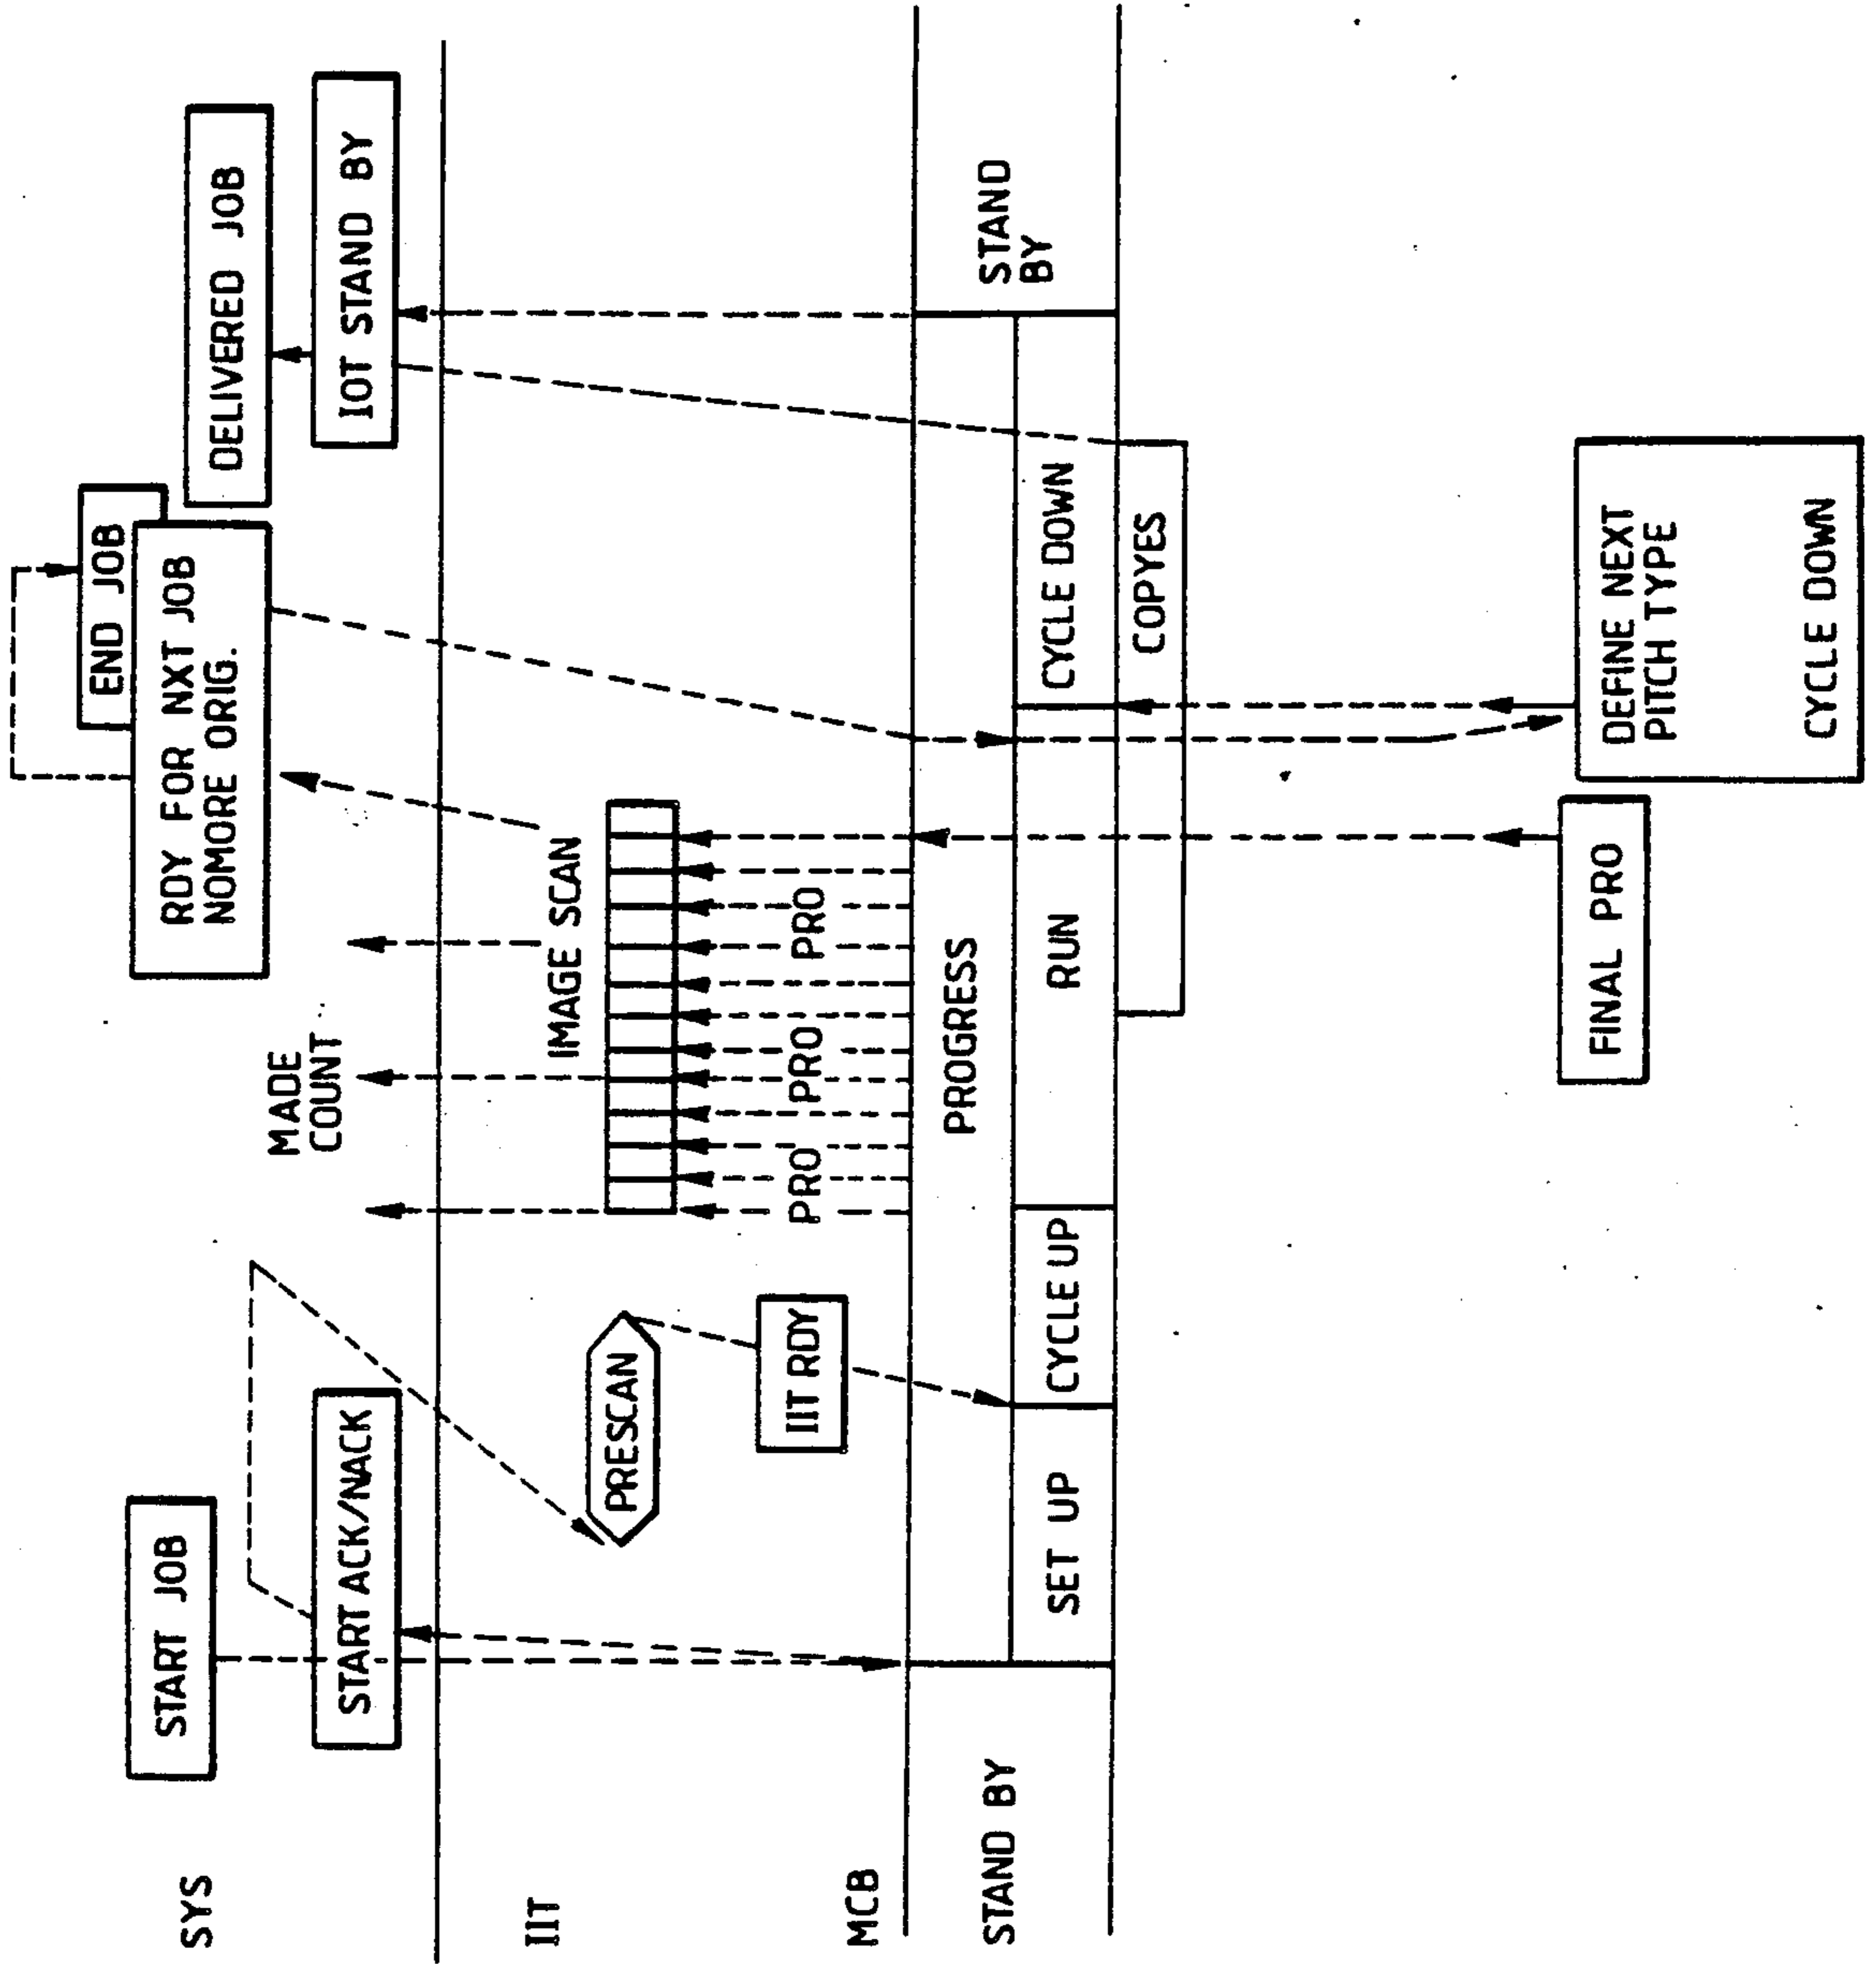 SYS
START JOB
START ACK/NACK
MADE
COUNT
END JOB
RDY FOR NXT JOB
NOMORE ORIG.
DELIVERED JOB
IOT STAND BY
IIT
PRESCAN
IMAGE SCAN
IIT RDY
PRO
PRO
PRO
MCB
STAND BY
PROGRESS
STAND
BY
SET UP
CYCLE UP
RUN
CYCLE DOWN
COPYES
FINAL PRO
DEFINE NEXT
PITCH TYPE
CYCLE DOWN